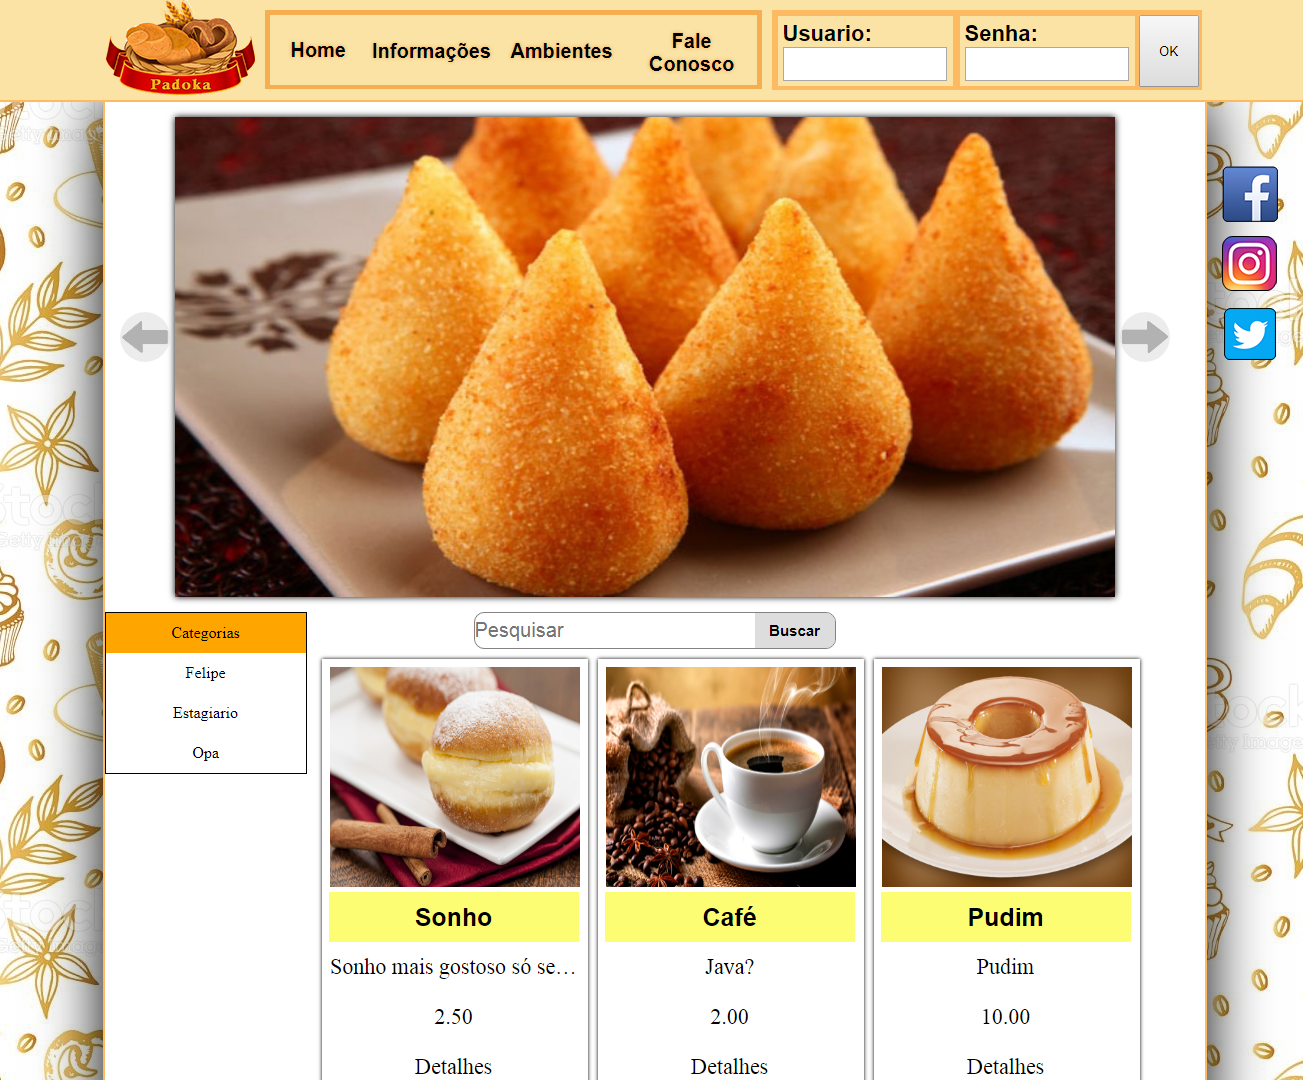 Padoka
Home
Informações
Ambientes
Fale
Conosco
Usuario:
Senha:
OK
Categorias
Felipe
Estagiario
Opa
Pesquisar
Buscar
Sonho
Sonho mais gostoso só se...
2.50
Detalhes
Café
Java?
2.00
Detalhes
Pudim
Pudim
10.00
Detalhes